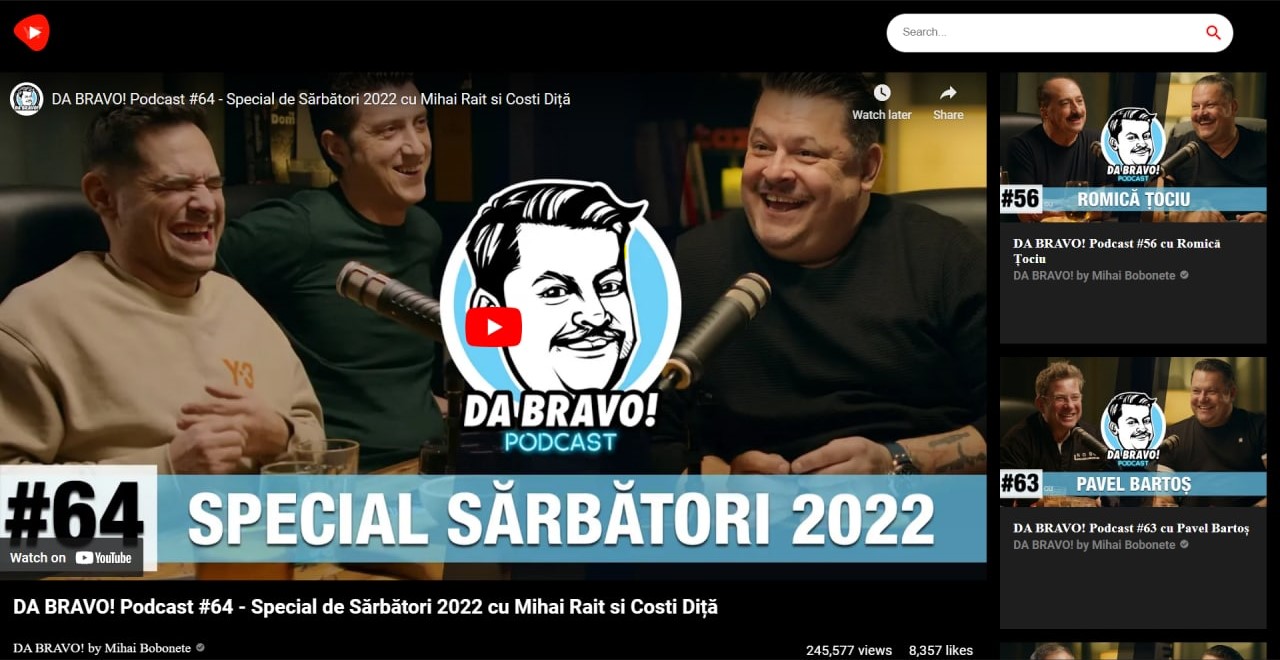 Search...
DA BRAVO! Podcast #64 - Special de Sărbători 2022 cu Mihai Rait si Costi Diță
Watch later
Share
Y-3
DA BRAVO!
PODCAST
#64
SPECIAL SĂRBĂTORI 2022
Watch on YouTube
DA BRAVO! Podcast #64 - Special de Sărbători 2022 cu Mihai Rait si Costi Diță
DA BRAVO! by Mihai Bobonete
245,577 views
8,357 likes
DA BRAVO!
PODCAST
#56
ROMICĂ ȚOCIU
DA BRAVO! Podcast #56 cu Romică
Țociu
DA BRAVO! by Mihai Bobonete
DA BRAVO!
PODCAST
#63
PAVEL BARTOȘ
DA BRAVO! Podcast #63 cu Pavel Bartoș
DA BRAVO! by Mihai Bobonete